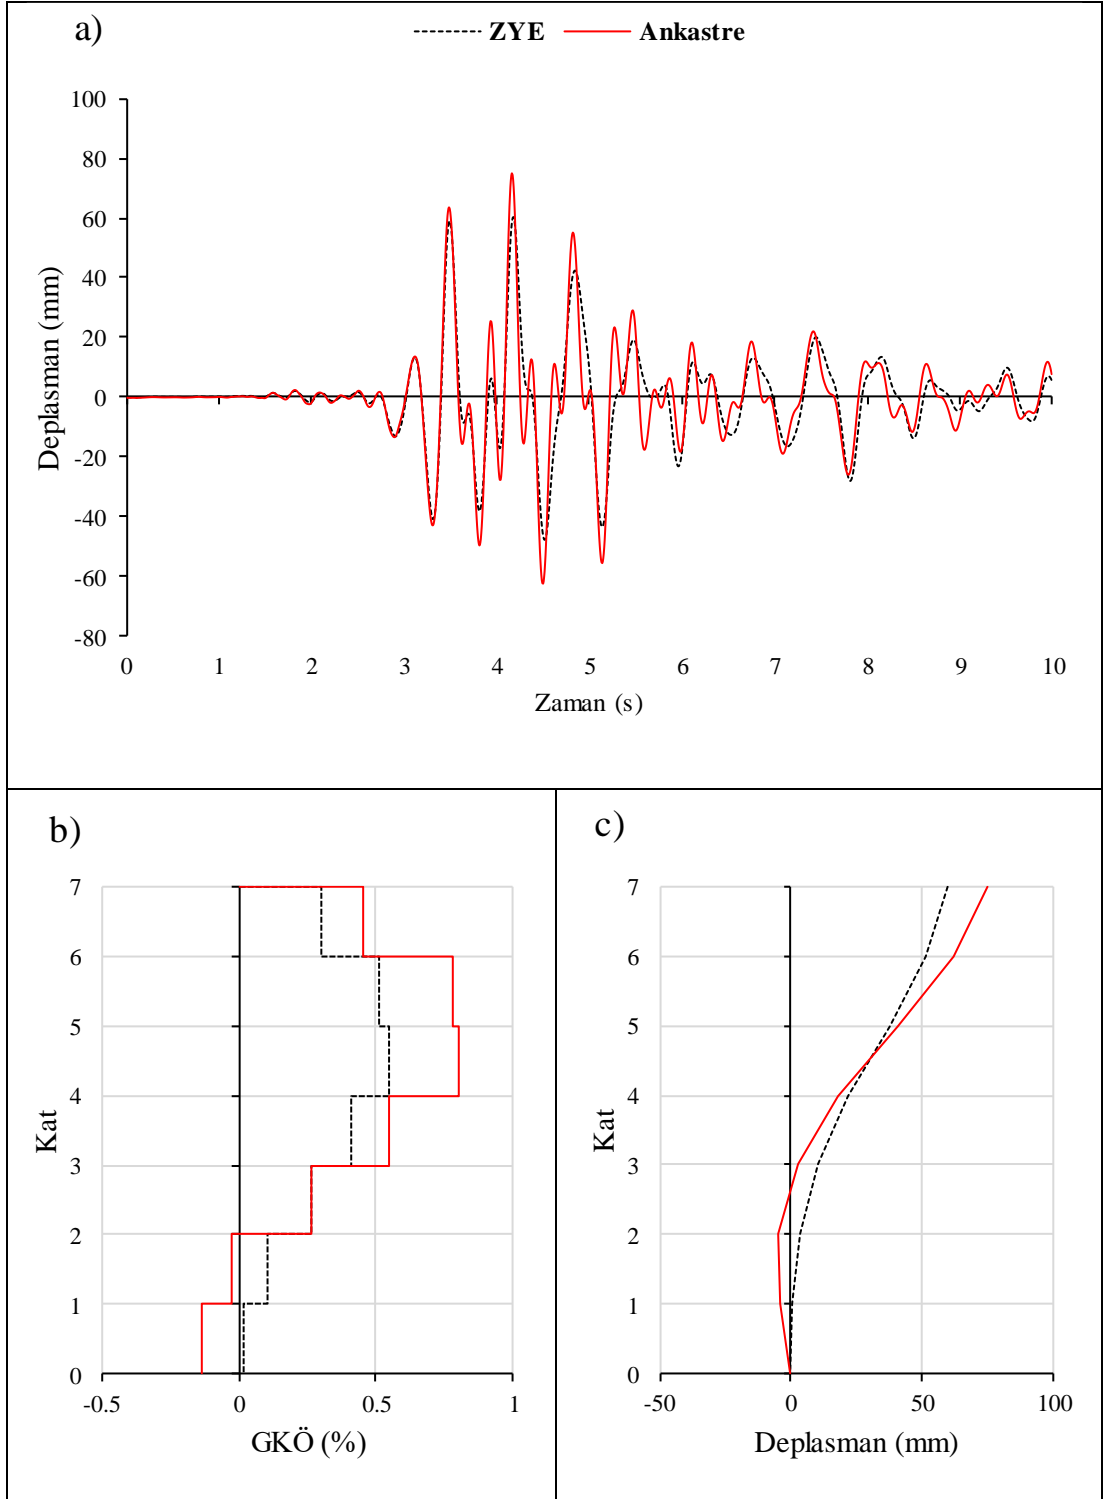 a)
ZYE Ankastre
100
80
60
40
20
0
-20
-40
-60
-80
Deplasman (mm)
0 1 2 3 4 5 6 7 8 9 10
Zaman (s)
b)
7
6
5
4
3
2
1
0
Kat
-0.5 0 0.5 1
GKÖ (%)
c)
7
6
5
4
3
2
1
0
Kat
-50 0 50 100
Deplasman (mm)